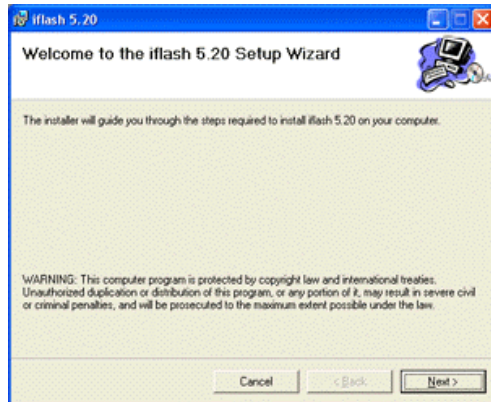 iflash 5.20
Welcome to the iflash 5.20 Setup Wizard
The installer will guide you through the steps required to install iflash 5.20 on your computer.
WARNING: This computer program is protected by copyright law and international treaties.
Unauthorized duplication or distribution of this program, or any portion of it, may result in severe civil
or criminal penalties, and will be prosecuted to the maximum extent possible under the law.
Cancel
< Back
Next >